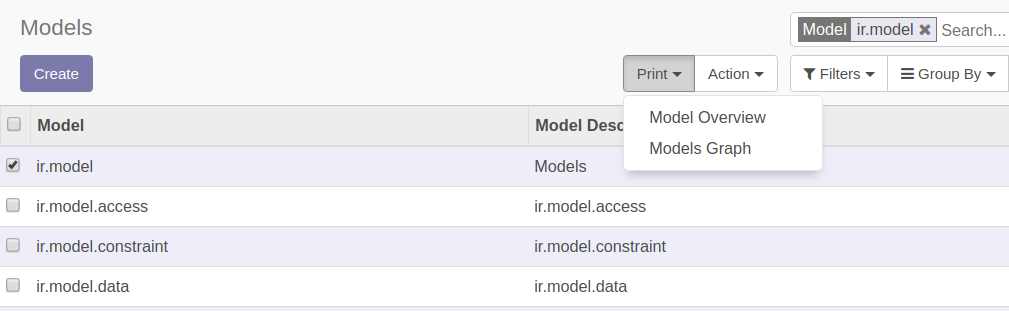 Models
Model ir.model Search...
Create
Print Action Filters Group By
Model Overview
Models Graph
Model Model Desc
ir.model Models
ir.model.access ir.model.access
ir.model.constraint ir.model.constraint
ir.model.data ir.model.data